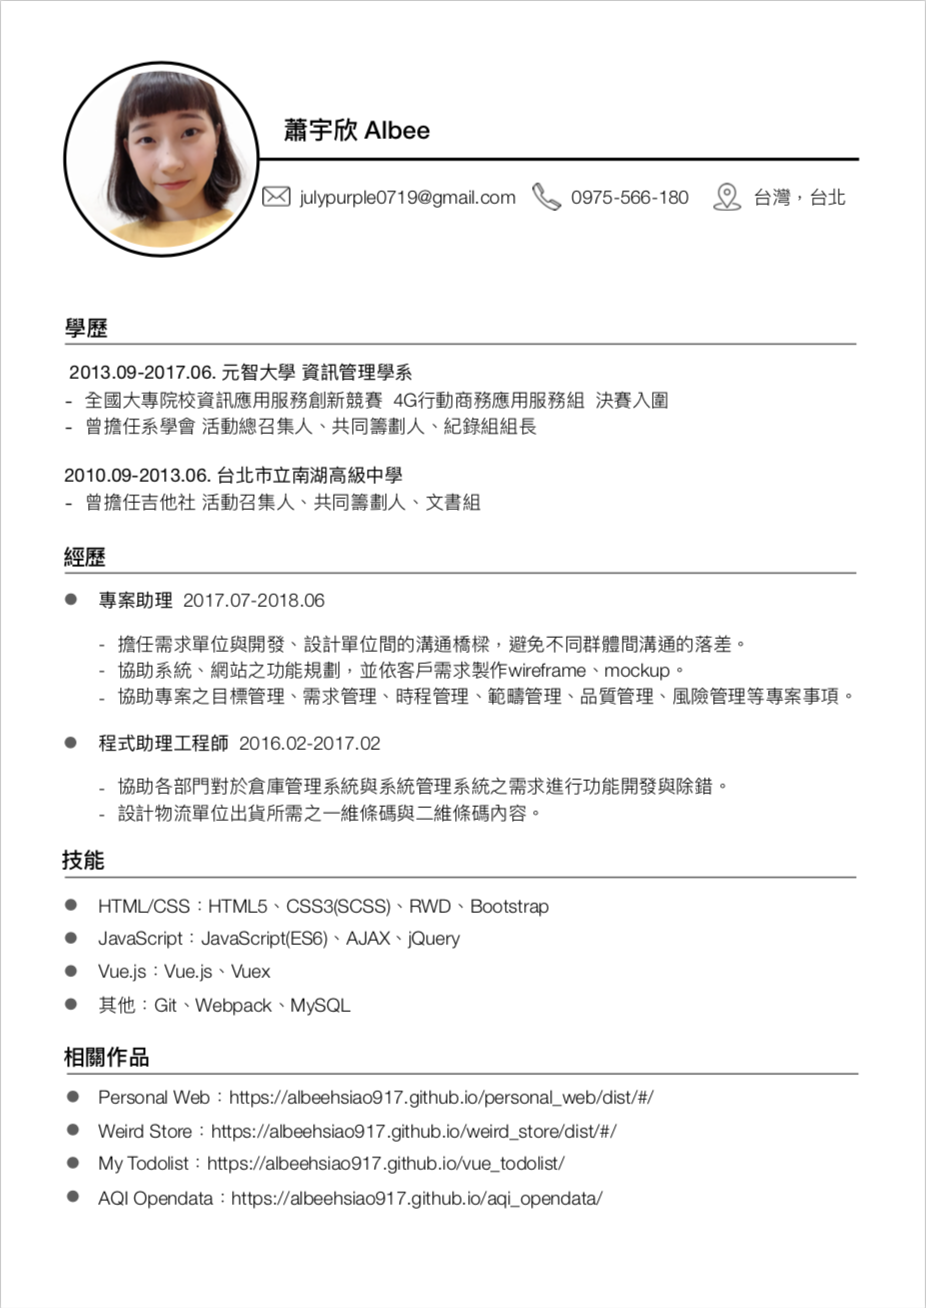 蕭宇欣 Albee
julypurple0719@gmail.com 0975-566-180 台灣，台北
學歷
2013.09-2017.06. 元智大學 資訊管理學系
- 全國大專院校資訊應用服務創新競賽 4G行動商務應用服務組 決賽入圍
- 曾擔任系學會 活動總召集人、共同籌劃人、紀錄組組長
2010.09-2013.06. 台北市立南湖高級中學
- 曾擔任吉他社 活動召集人、共同籌劃人、文書組
經歷
● 專案助理 2017.07-2018.06
- 擔任需求單位與開發、設計單位間的溝通橋樑，避免不同群體間溝通的落差。
- 協助系統、網站之功能規劃，並依客戶需求製作wireframe、mockup。
- 協助專案之目標管理、需求管理、時程管理、範疇管理、品質管理、風險管理等專案事項。
● 程式助理工程師 2016.02-2017.02
- 協助各部門對於倉庫管理系統與系統管理系統之需求進行功能開發與除錯。
- 設計物流單位出貨所需之一維條碼與二維條碼內容。
技能
● HTML/CSS：HTML5、CSS3(SCSS)、RWD、Bootstrap
● JavaScript：JavaScript(ES6)、AJAX、jQuery
● Vue.js：Vue.js、Vuex
● 其他：Git、Webpack、MySQL
相關作品
● Personal Web：https://albeehsiao917.github.io/personal_web/dist/#/
● Weird Store：https://albeehsiao917.github.io/weird_store/dist/#/
● My Todolist：https://albeehsiao917.github.io/vue_todolist/
● AQI Opendata：https://albeehsiao917.github.io/aqi_opendata/